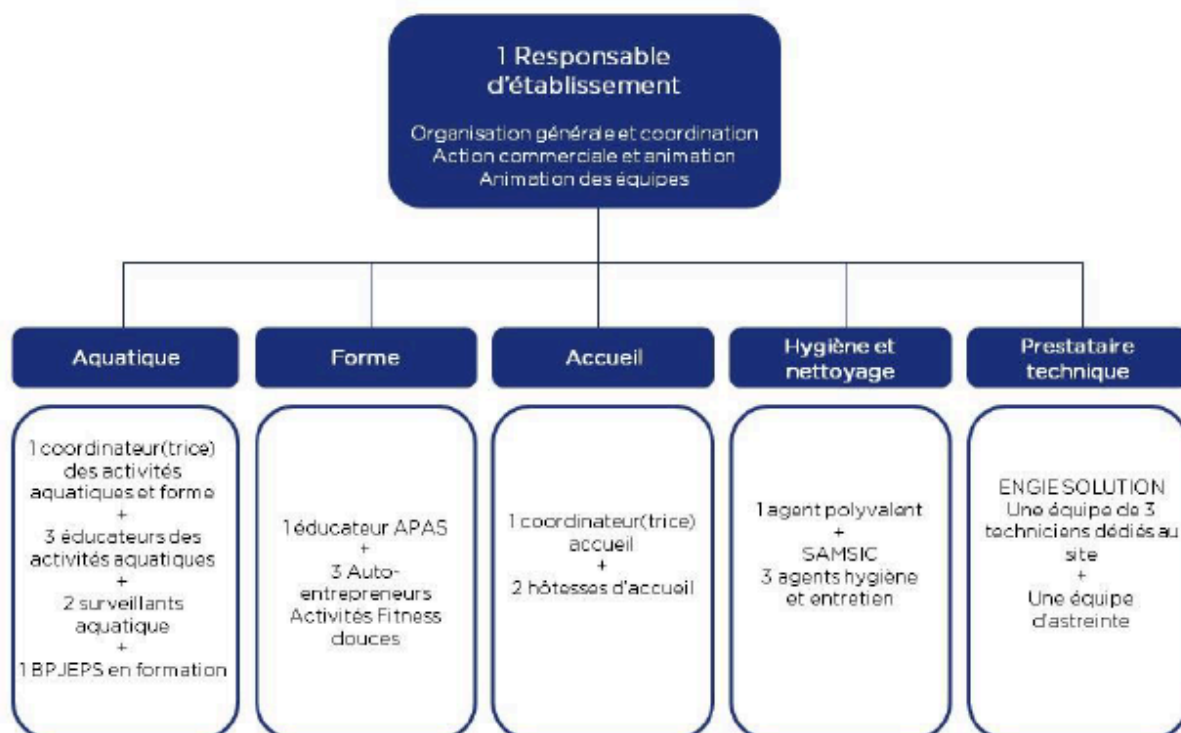 1 Responsable
d'établissement
Organisation générale et coordination
Action commerciale et animation
Animation des équipes
Aquatique
1 coordinateur(trice)
des activités
aquatiques et forme
+
3 éducateurs des
activités aquatiques
+
2 surveillants
aquatique
+
1 BPJEPS en formation
Forme
1 éducateur APAS
+
3 Auto-
entrepreneurs
Activités Fitness
douces
Accueil
1 coordinateur(trice)
accueil
+
2 hôtesses d'accueil
Hygiène et
nettoyage
1 agent polyvalent
+
SAMSIC
3 agents hygiène
et entretien
Prestataire
technique
ENGIE SOLUTION
Une équipe de 3
techniciens dédiés au
site
+
Une équipe
d'astreinte